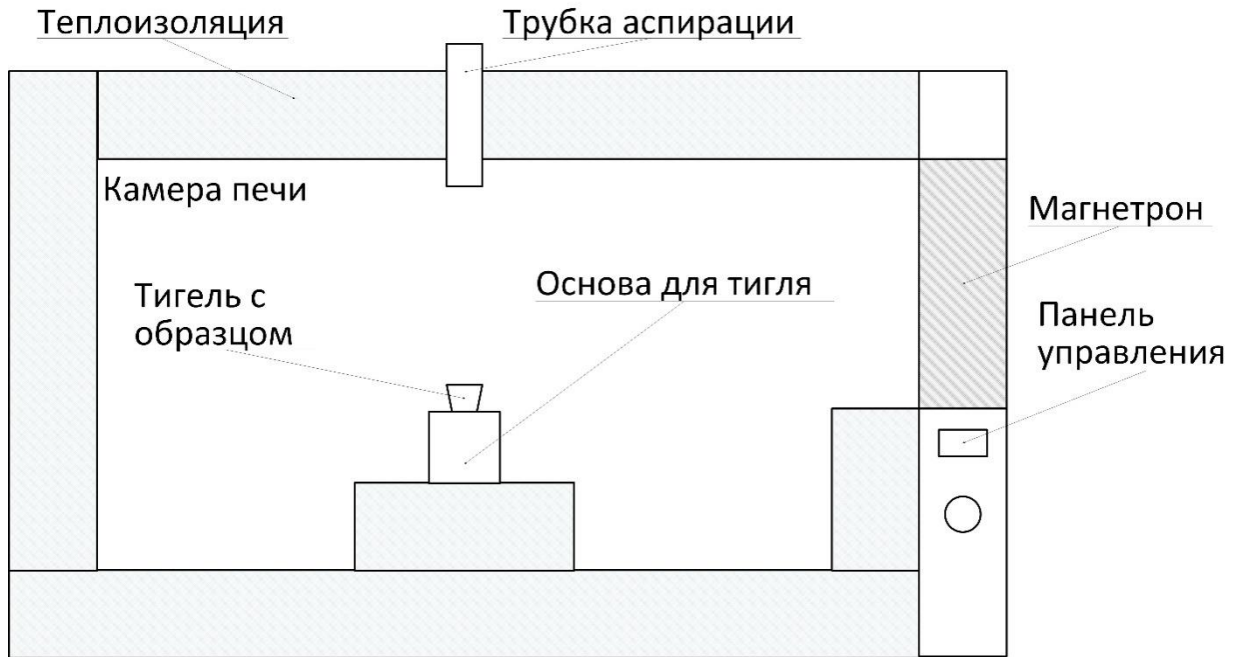 Теплоизоляция
Трубка аспирации
Камера печи
Магнетрон
Основа для тигля
Тигель с
образцом
Панель
управления